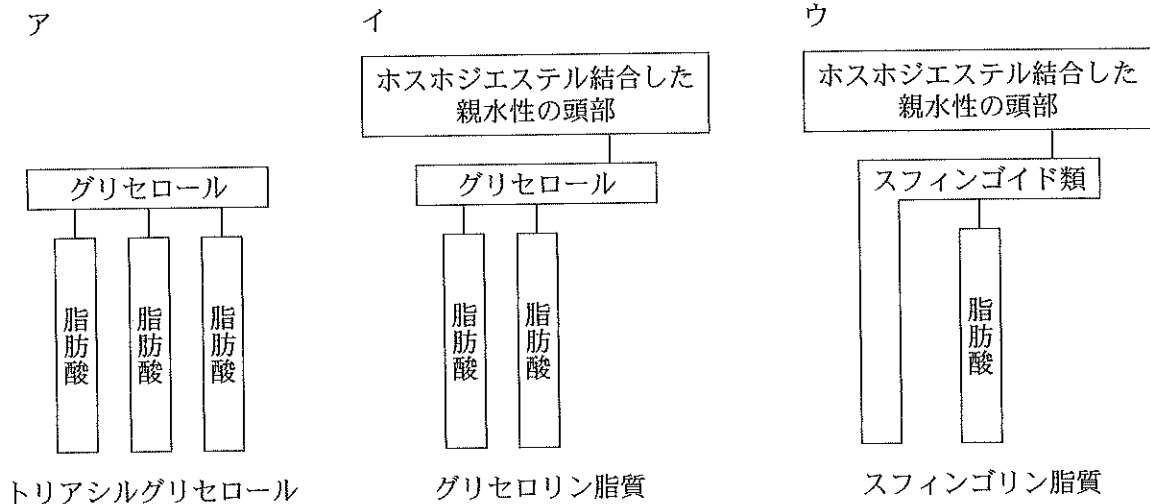 ア
グリセロール
脂肪酸
脂肪酸
脂肪酸
トリアシルグリセロール
イ
ホスホジエステル結合した
親水性の頭部
グリセロール
脂肪酸
脂肪酸
グリセロリン脂質
ウ
ホスホジエステル結合した
親水性の頭部
スフィンゴイド類
脂肪酸
スフィンゴリン脂質